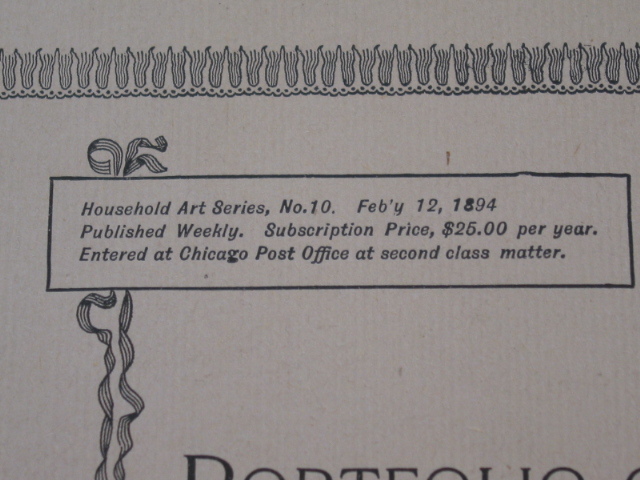 Household Art Series, No.10. Feb'y 12, 1894
Published Weekly. Subscription Price, $25.00 per year.
Entered at Chicago Post Office at second class matter.
PORTFOLIO